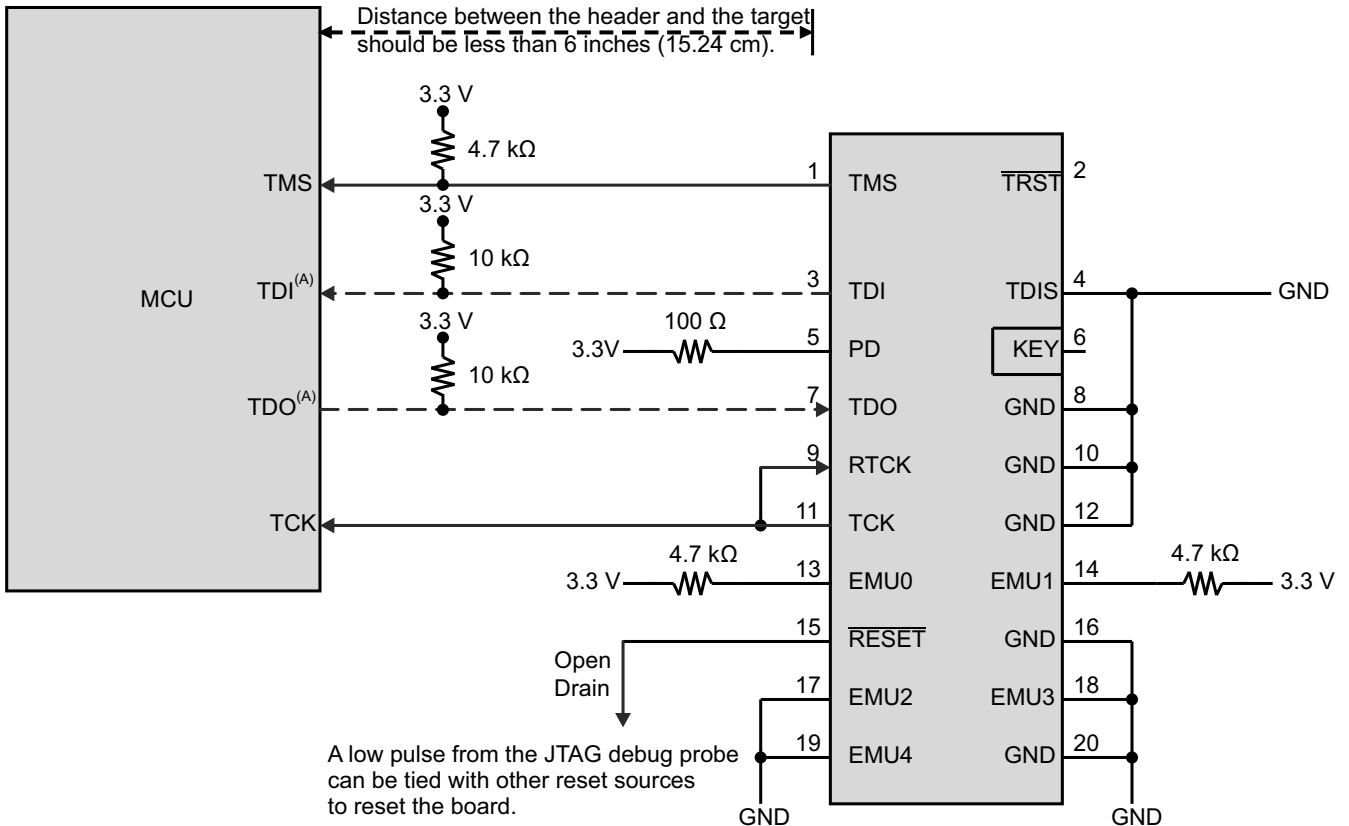 Distance between the header and the target
should be less than 6 inches (15.24 cm).
3.3 V
4.7 kΩ
TMS
1
TMS
TRST
2
3.3 V
10 kΩ
MCU
TDI(A)
3
TDI
TDIS
4
GND
3.3 V
10 kΩ
3.3V
100 Ω
5
PD
KEY
6
TDO(A)
7
TDO
GND
8
9
RTCK
GND
10
TCK
11
TCK
GND
12
3.3 V
4.7 kΩ
13
EMU0
EMU1
14
4.7 kΩ
3.3 V
15
RESET
GND
16
Open
Drain
17
EMU2
EMU3
18
19
EMU4
GND
20
A low pulse from the JTAG debug probe
can be tied with other reset sources
to reset the board.
GND
GND